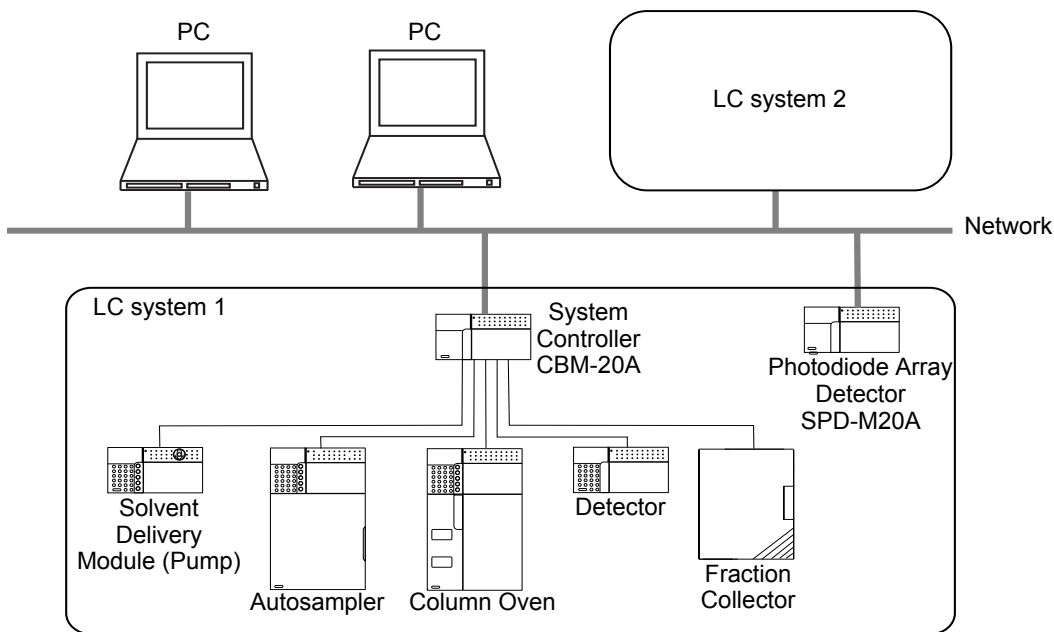 PC
PC
LC system 2
Network
LC system 1
System
Controller
CBM-20A
Photodiode Array
Detector
SPD-M20A
Solvent
Delivery
Module (Pump)
Autosampler
Column Oven
Detector
Fraction
Collector